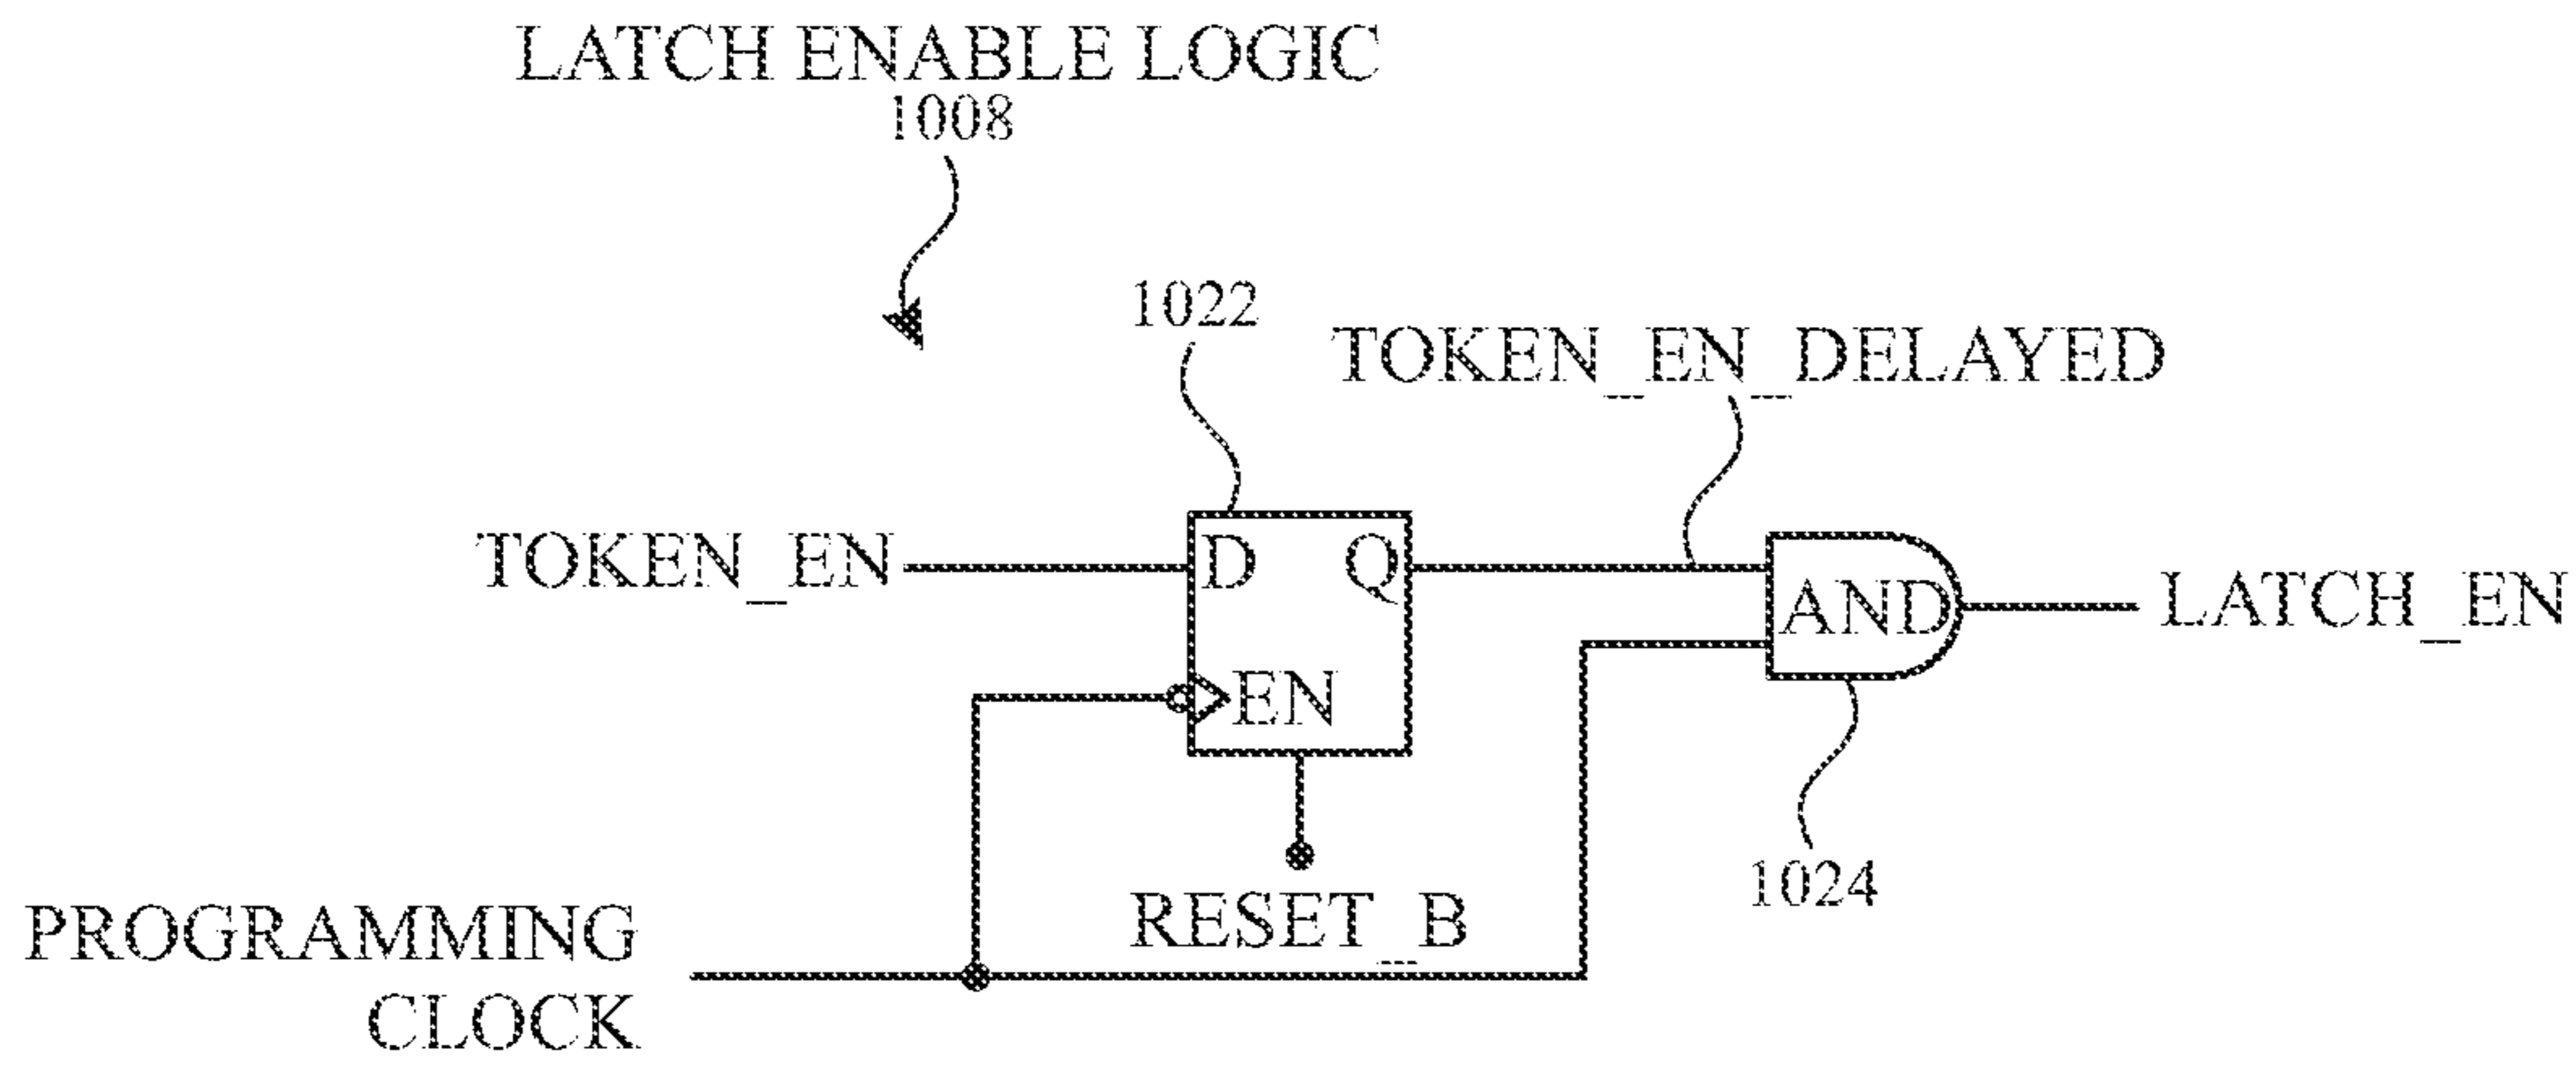 LATCH ENABLE LOGIC
1008
1022
TOKEN_EN_DELAYED
TOKEN_EN
D
Q
AND
LATCH_EN
EN
1024
RESET_B
PROGRAMMING
CLOCK